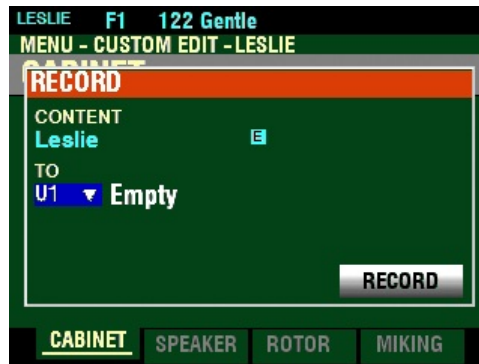 LESLIE F1 122 Gentle
MENU - CUSTOM EDIT - LESLIE
CABINET
RECORD
CONTENT
Leslie E
TO
U1 ▼ Empty
RECORD
CABINET SPEAKER ROTOR MIKING